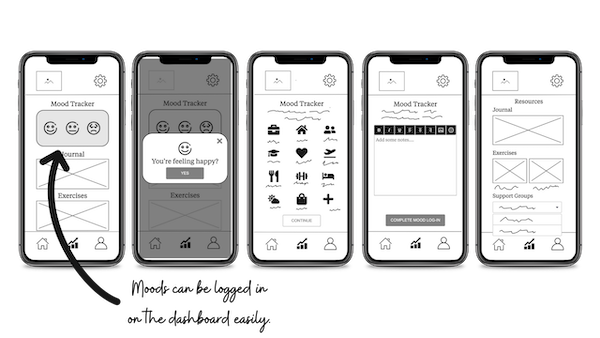 Mood Tracker
Journal
Exercises
Mood Tracker
You're feeling happy?
YES
Exercises
Mood Tracker
CONTINUE
Mood Tracker
Add some notes....
COMPLETE MOOD LOG-IN
Resources
Journal
Exercises
Support Groups
Moods can be logged in
on the dashboard easily.